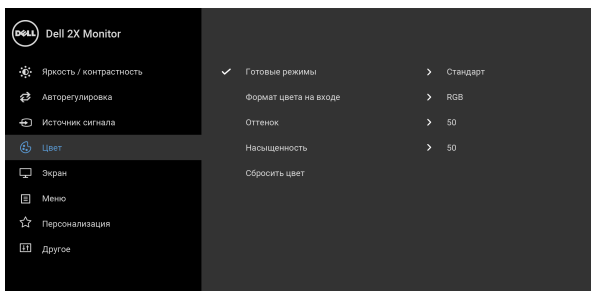 DELL Dell 2X Monitor
Яркость / контрастность
Авторегулировка
Источник сигнала
Цвет
Экран
Меню
Персонализация
Другое
Готовые режимы Стандарт
Формат цвета на входе RGB
Оттенок 50
Насыщенность 50
Сбросить цвет